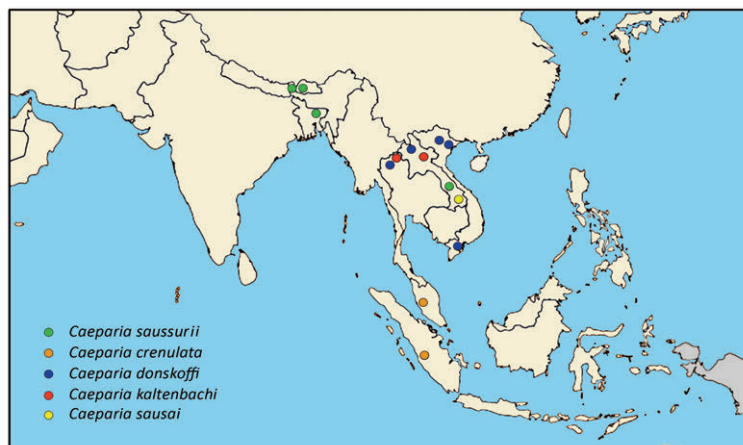 Caeparia saussurii
Caeparia crenulata
Caeparia donskoffi
Caeparia kaltenbachi
Caeparia sausai